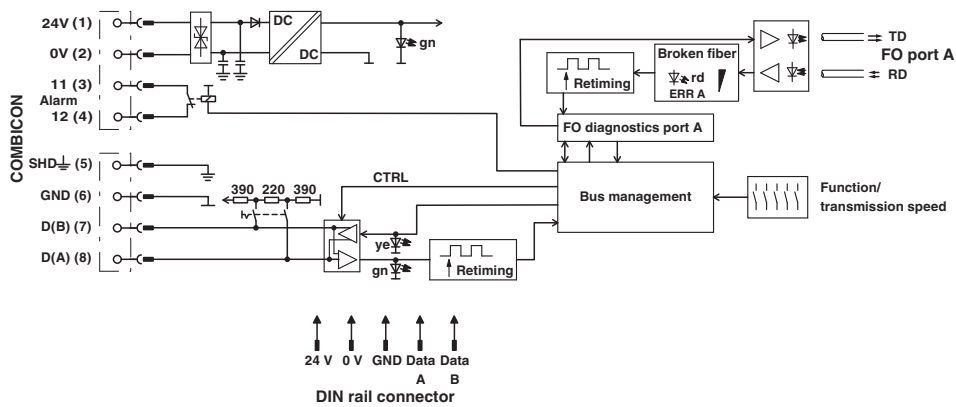 COMBICON
24V (1)
0V (2)
11 (3)
Alarm
12 (4)
SHD (5)
GND (6)
D(B) (7)
D(A) (8)
DC
DC
gn
390 220 390
CTRL
ye
gn
Retiming
Retiming
Broken fiber
rd
ERR A
TD
FO port A
RD
FO diagnostics port A
Bus management
Function/
transmission speed
24 V 0 V GND Data Data
A B
DIN rail connector